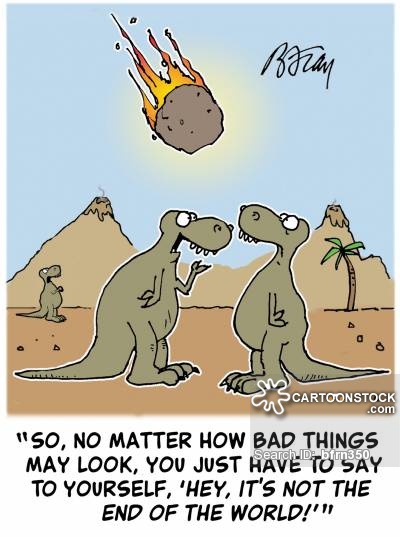 BFray
CARTOONSTOCK
.com
Search ID: bfrn350
"SO, NO MATTER HOW BAD THINGS
MAY LOOK, YOU JUST HAVE TO SAY
TO YOURSELF, 'HEY, IT'S NOT THE
END OF THE WORLD!'"